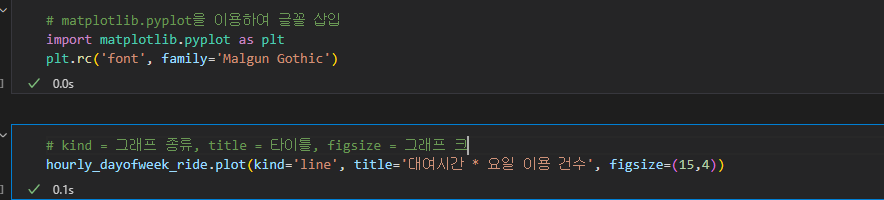 # matplotlib.pyplot을 이용하여 글꼴 삽입
import matplotlib.pyplot as plt
plt.rc('font', family='Malgun Gothic')
0.0s
# kind = 그래프 종류, title = 타이틀, figsize = 그래프 크
hourly_dayofweek_ride.plot(kind='line', title='대여시간 * 요일 이용 건수', figsize=(15,4))
0.1s